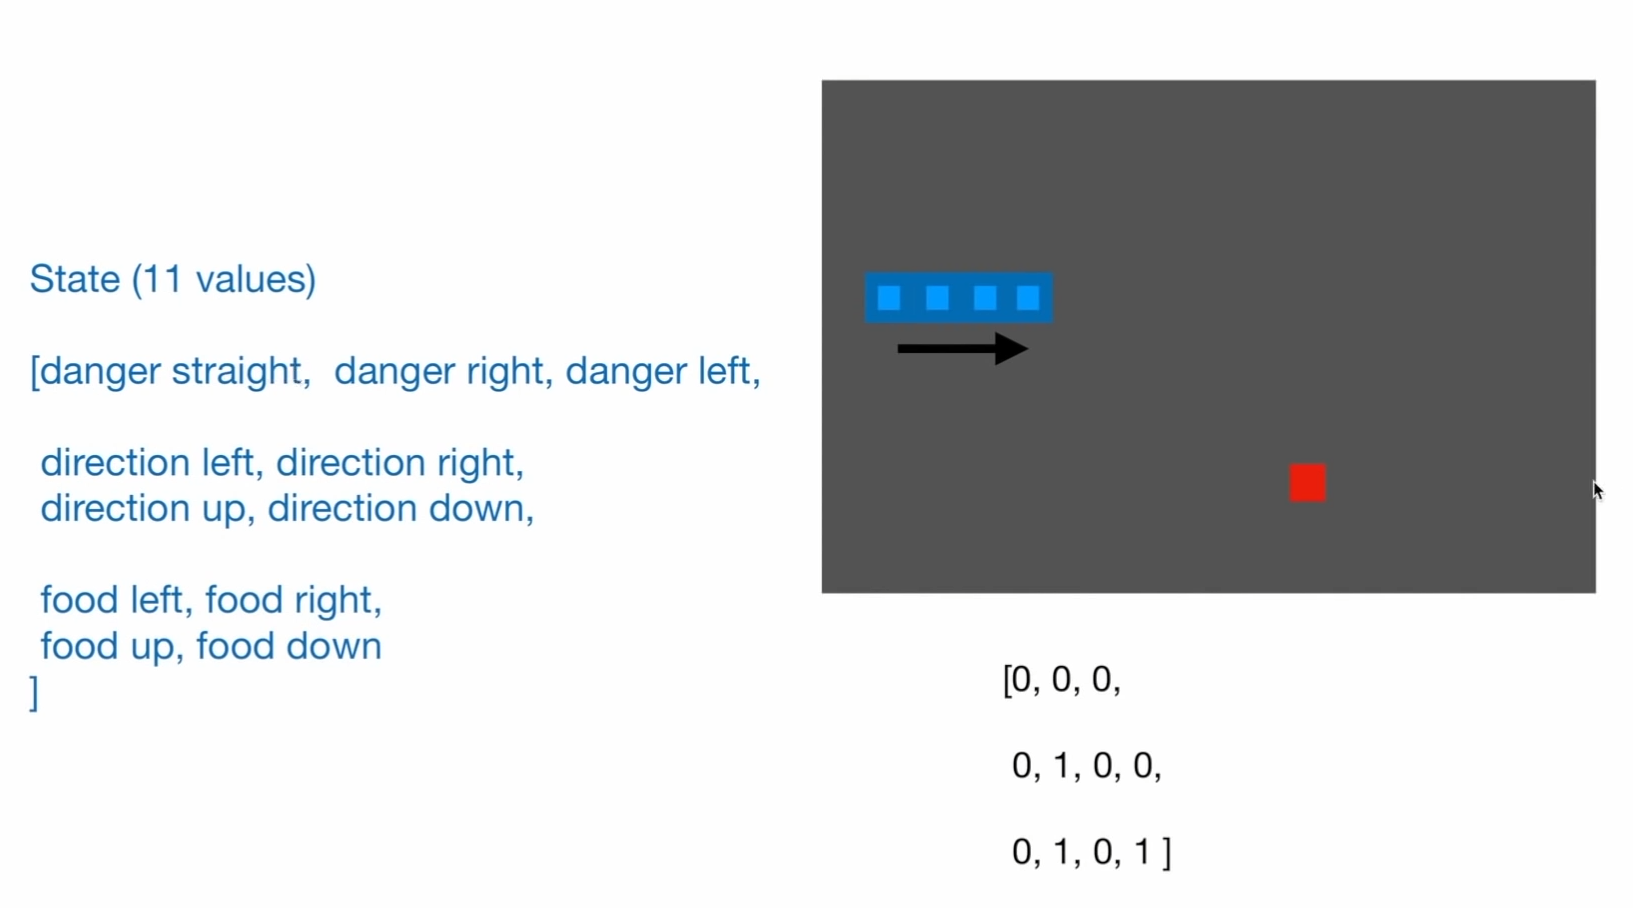 State (11 values)
[danger straight, danger right, danger left,
direction left, direction right,
direction up, direction down,
food left, food right,
food up, food down
]
[0, 0, 0,
0, 1, 0, 0,
0, 1, 0, 1 ]